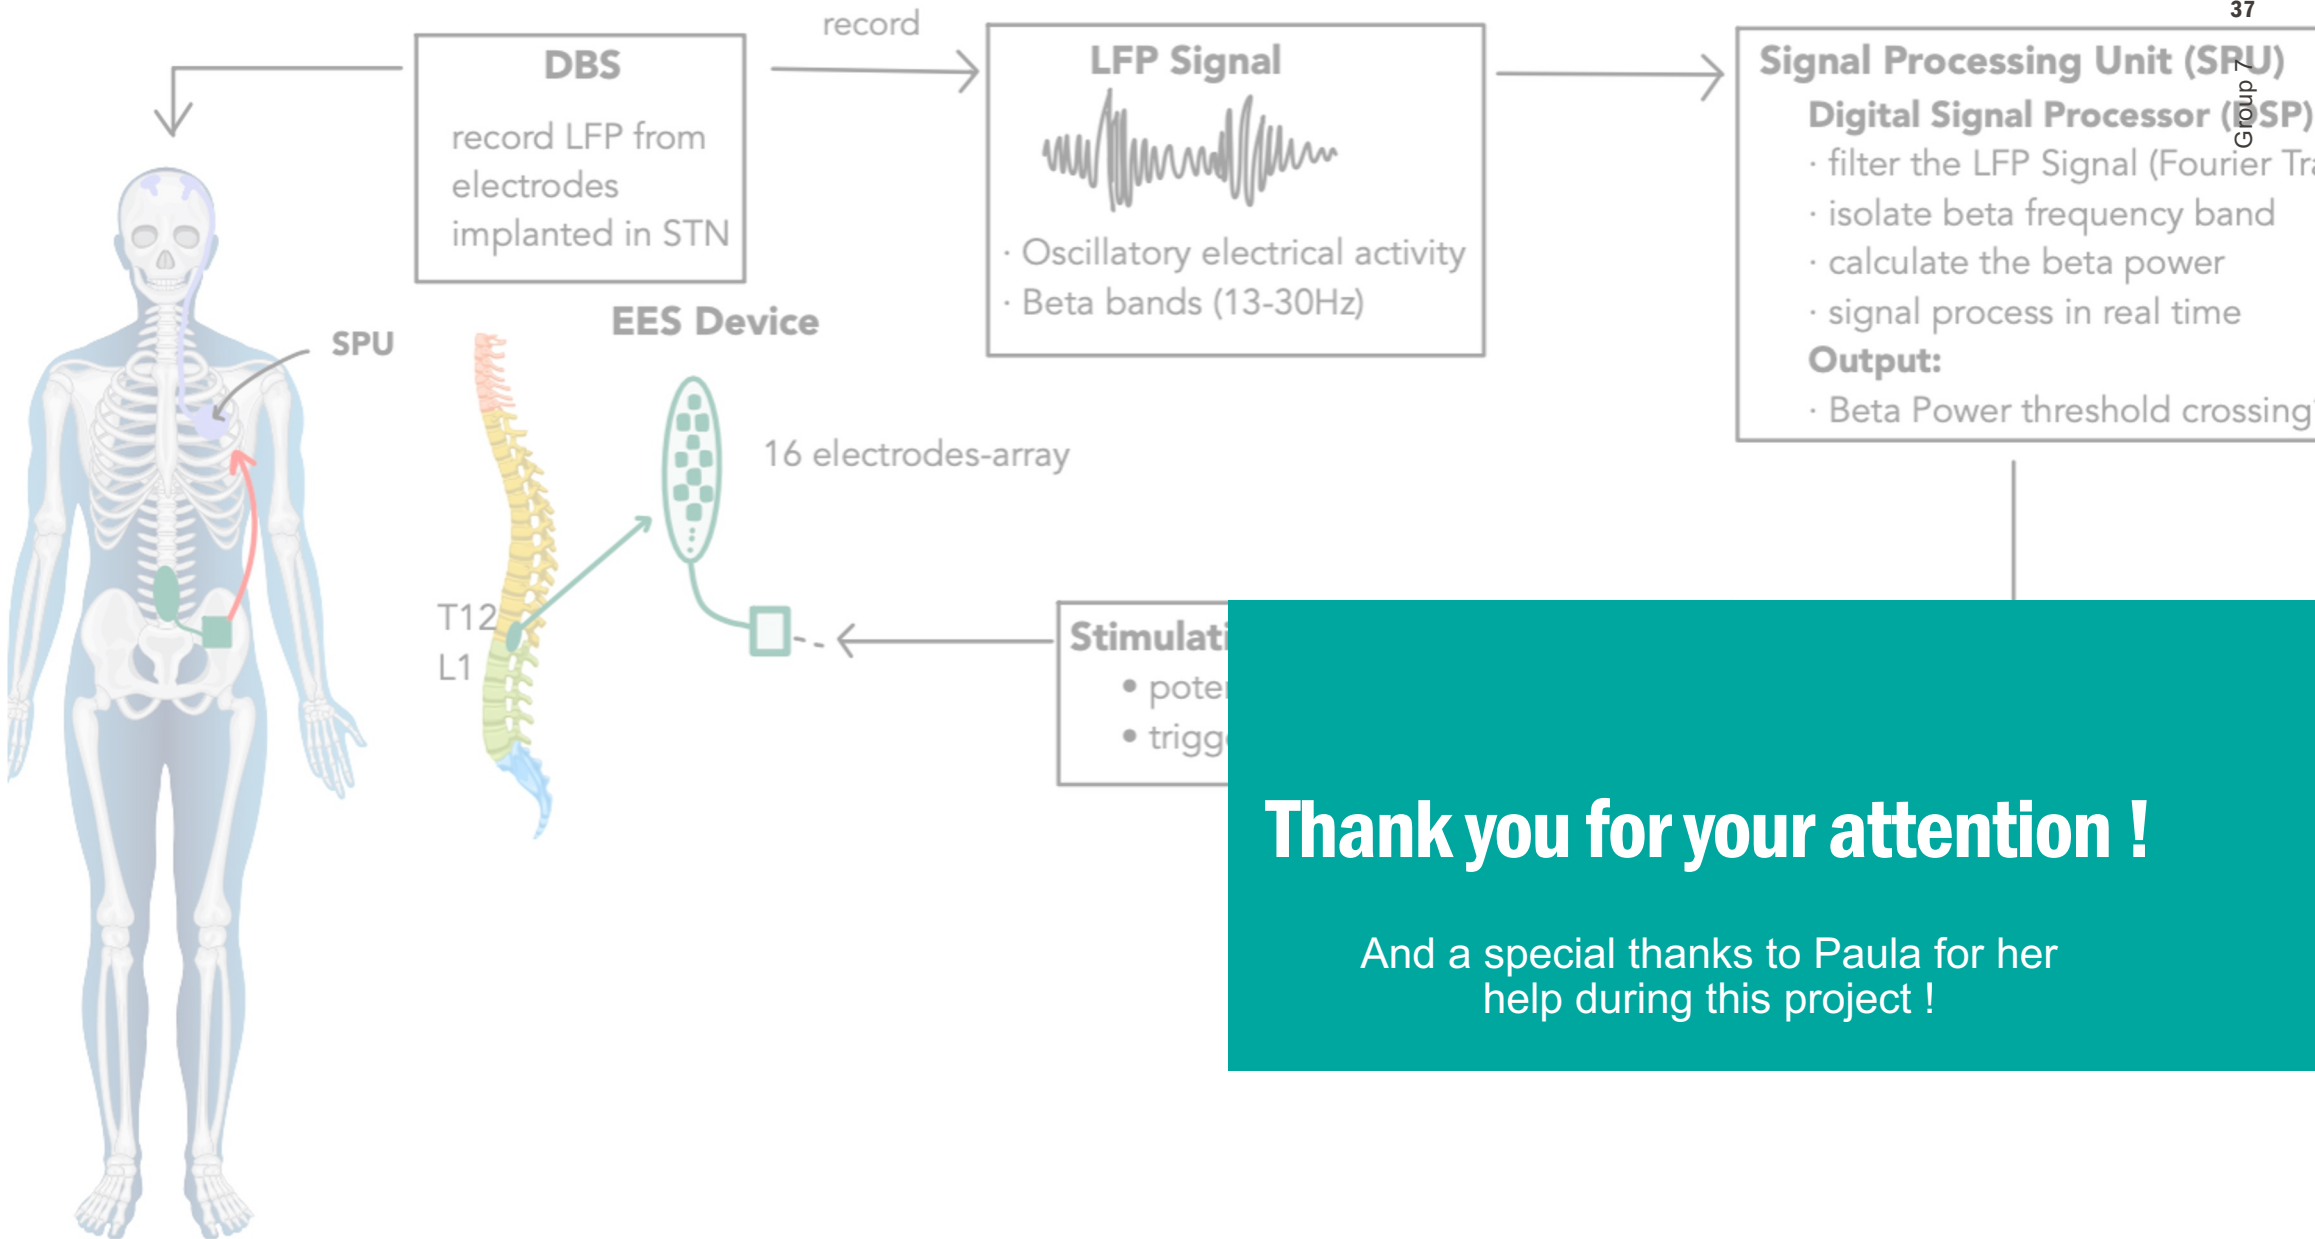 37
Group 7
record
DBS
record LFP from
electrodes
implanted in STN
LFP Signal
· Oscillatory electrical activity
· Beta bands (13-30Hz)
Signal Processing Unit (SPU)
Digital Signal Processor (DSP)
· filter the LFP Signal (Fourier
· isolate beta frequency band
· calculate the beta power
· signal process in real time
Output:
· Beta Power threshold crossing
SPU
EES Device
16 electrodes-array
T12
L1
Thank you for your attention !
And a special thanks to Paula for her
help during this project !